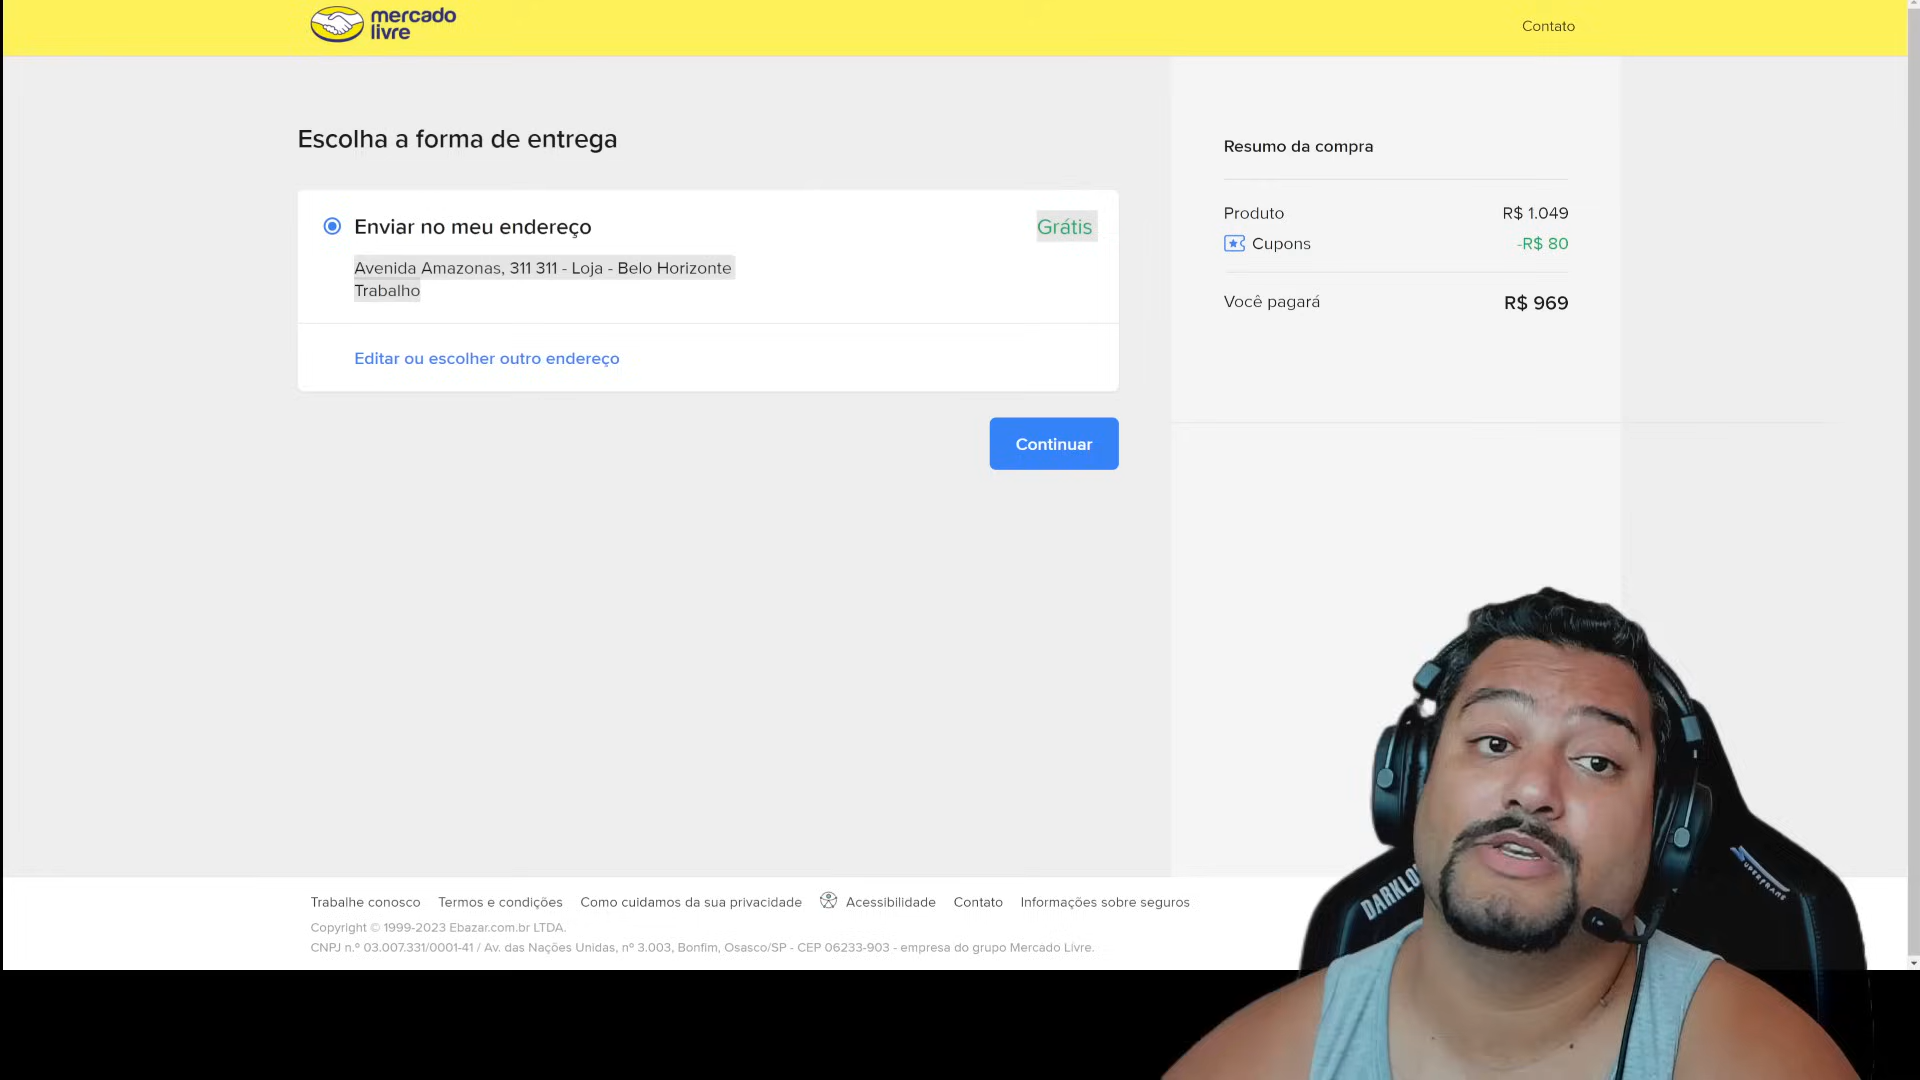 mercado
livre
Contato
Escolha a forma de entrega
Enviar no meu endereço
Grátis
Avenida Amazonas, 311 311 - Loja - Belo Horizonte
Trabalho
Editar ou escolher outro endereço
Continuar
Resumo da compra
Produto R$ 1.049
Cupons -R$ 80
Você pagará R$ 969
Trabalhe conosco Termos e condições Como cuidamos da sua privacidade Acessibilidade Contato Informações sobre seguros
Copyright © 1999-2023 Ebazar.com.br LTDA.
CNPJ n.º 03.007.331/0001-41 / Av. das Nações Unidas, nº 3.003, Bonfim, Osasco/SP - CEP 06233-903 - empresa do grupo Mercado Livre.